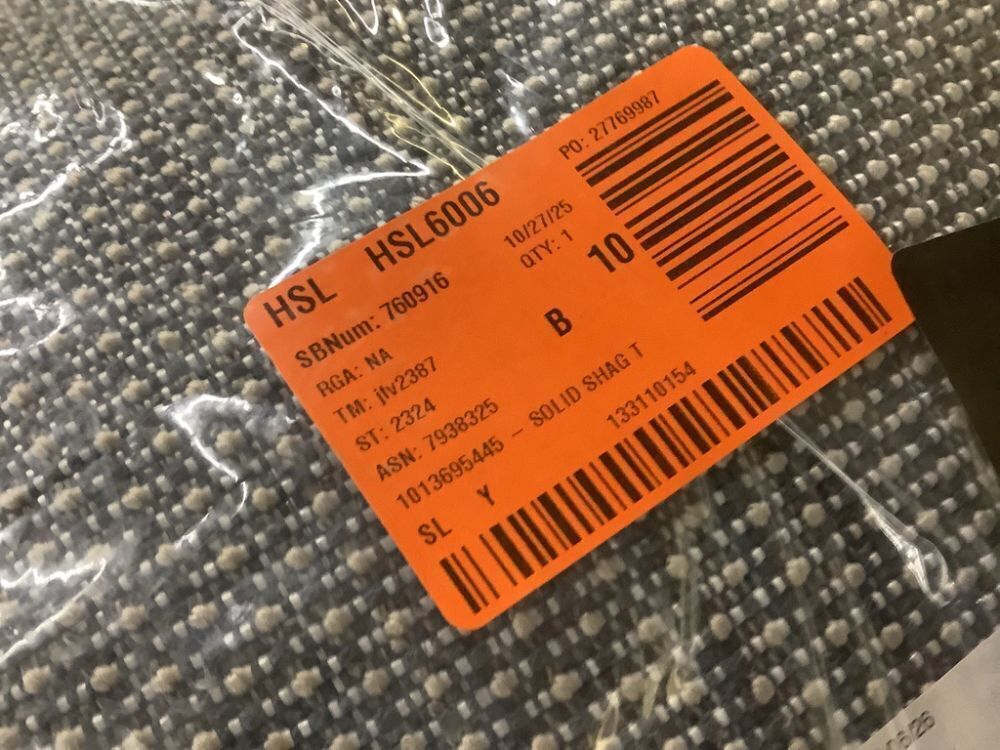 HSL HSL6006
PO: 27769987
SBNum: 760916 10/27/25
RGA: NA QTY: 1 10
TM: jlv2387
ST: 2324 B
ASN: 7938325
1013695445 – SOLID SHAG T
SL Y 133110154